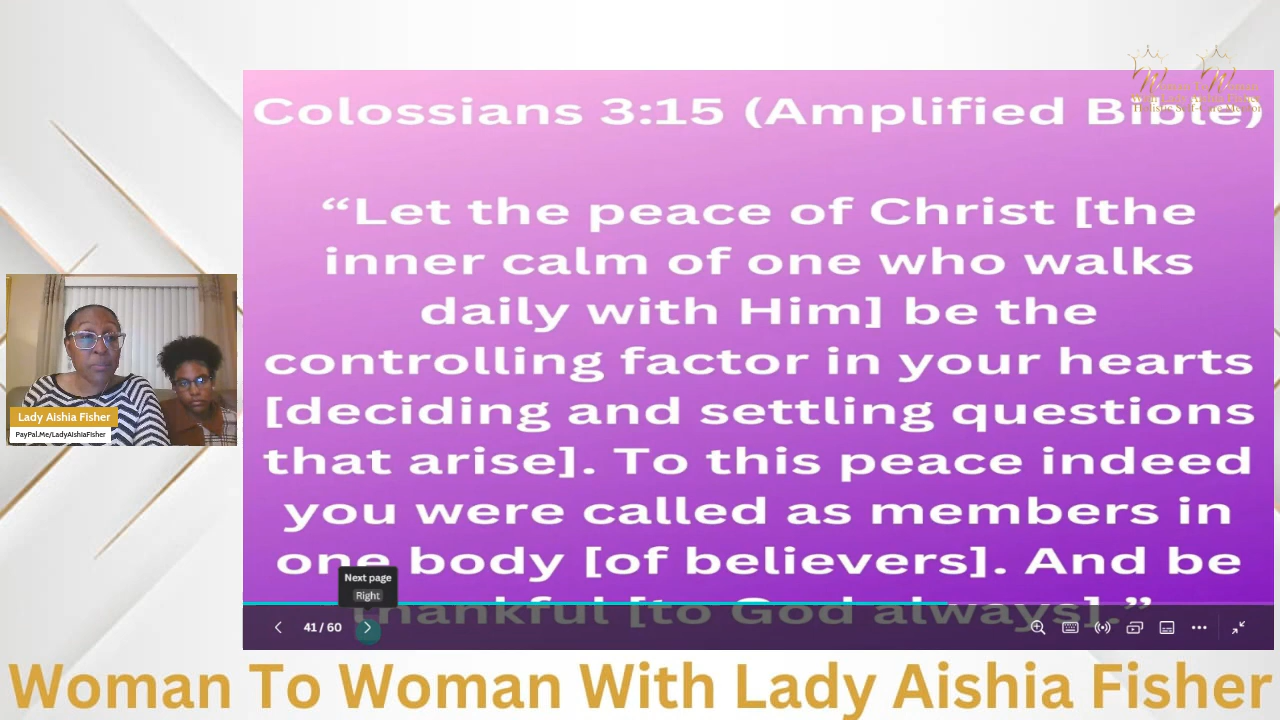 Colossians 3:15 (Amplified Bible)
“Let the peace of Christ [the
inner calm of one who walks
daily with Him] be the
controlling factor in your hearts
[deciding and settling questions
that arise]. To this peace indeed
you were called as members in
one body [of believers]. And be
thankful [to God always].”
Next page
Right
41 / 60
Lady Aishia Fisher
PayPal.Me/LadyAishiaFisher
Woman To Woman With Lady Aishia Fisher